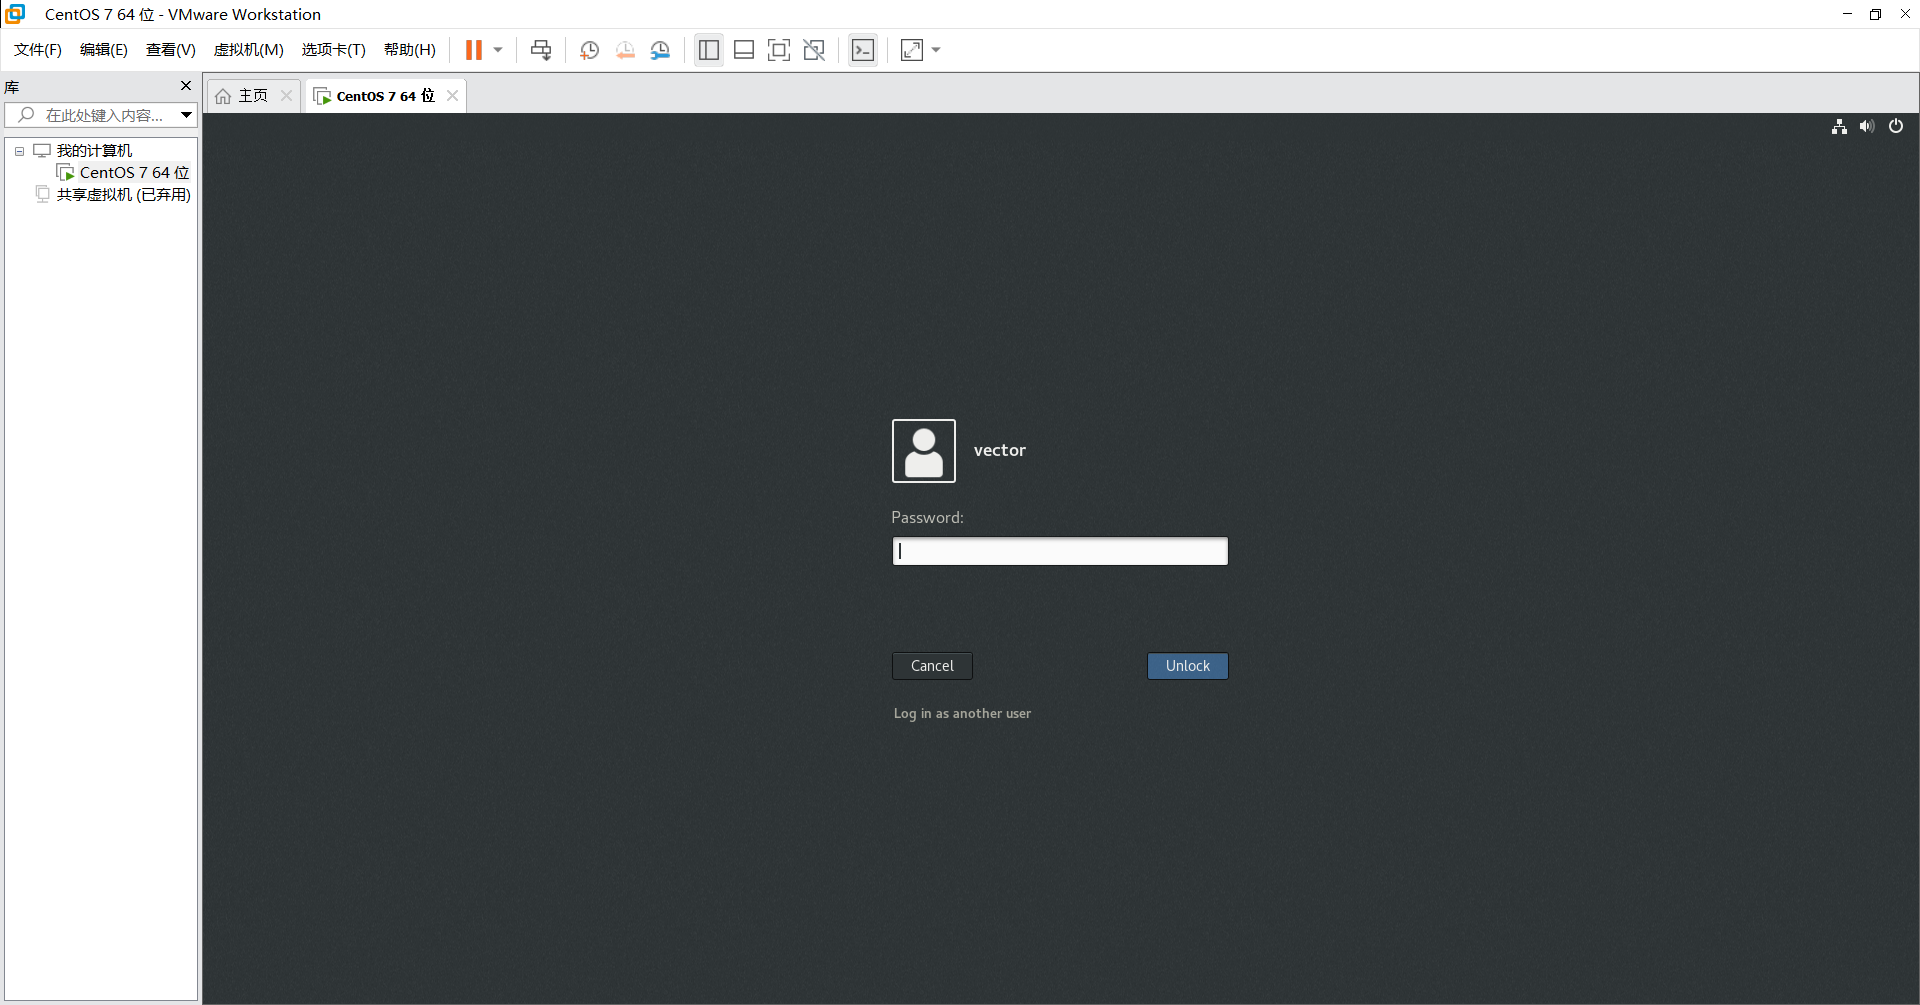 CentOS 7 64 位 - VMware Workstation
文件(F) 编辑(E) 查看(V) 虚拟机(M) 选项卡(T) 帮助(H)
库
主页
CentOS 7 64 位
在此处键入内容...
我的计算机
CentOS 7 64 位
共享虚拟机 (已弃用)
vector
Password:
Cancel
Unlock
Log in as another user